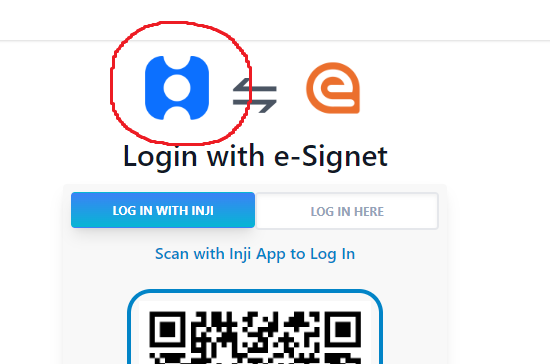 Login with e-Signet
LOG IN WITH INJI
LOG IN HERE
Scan with Inji App to Log In